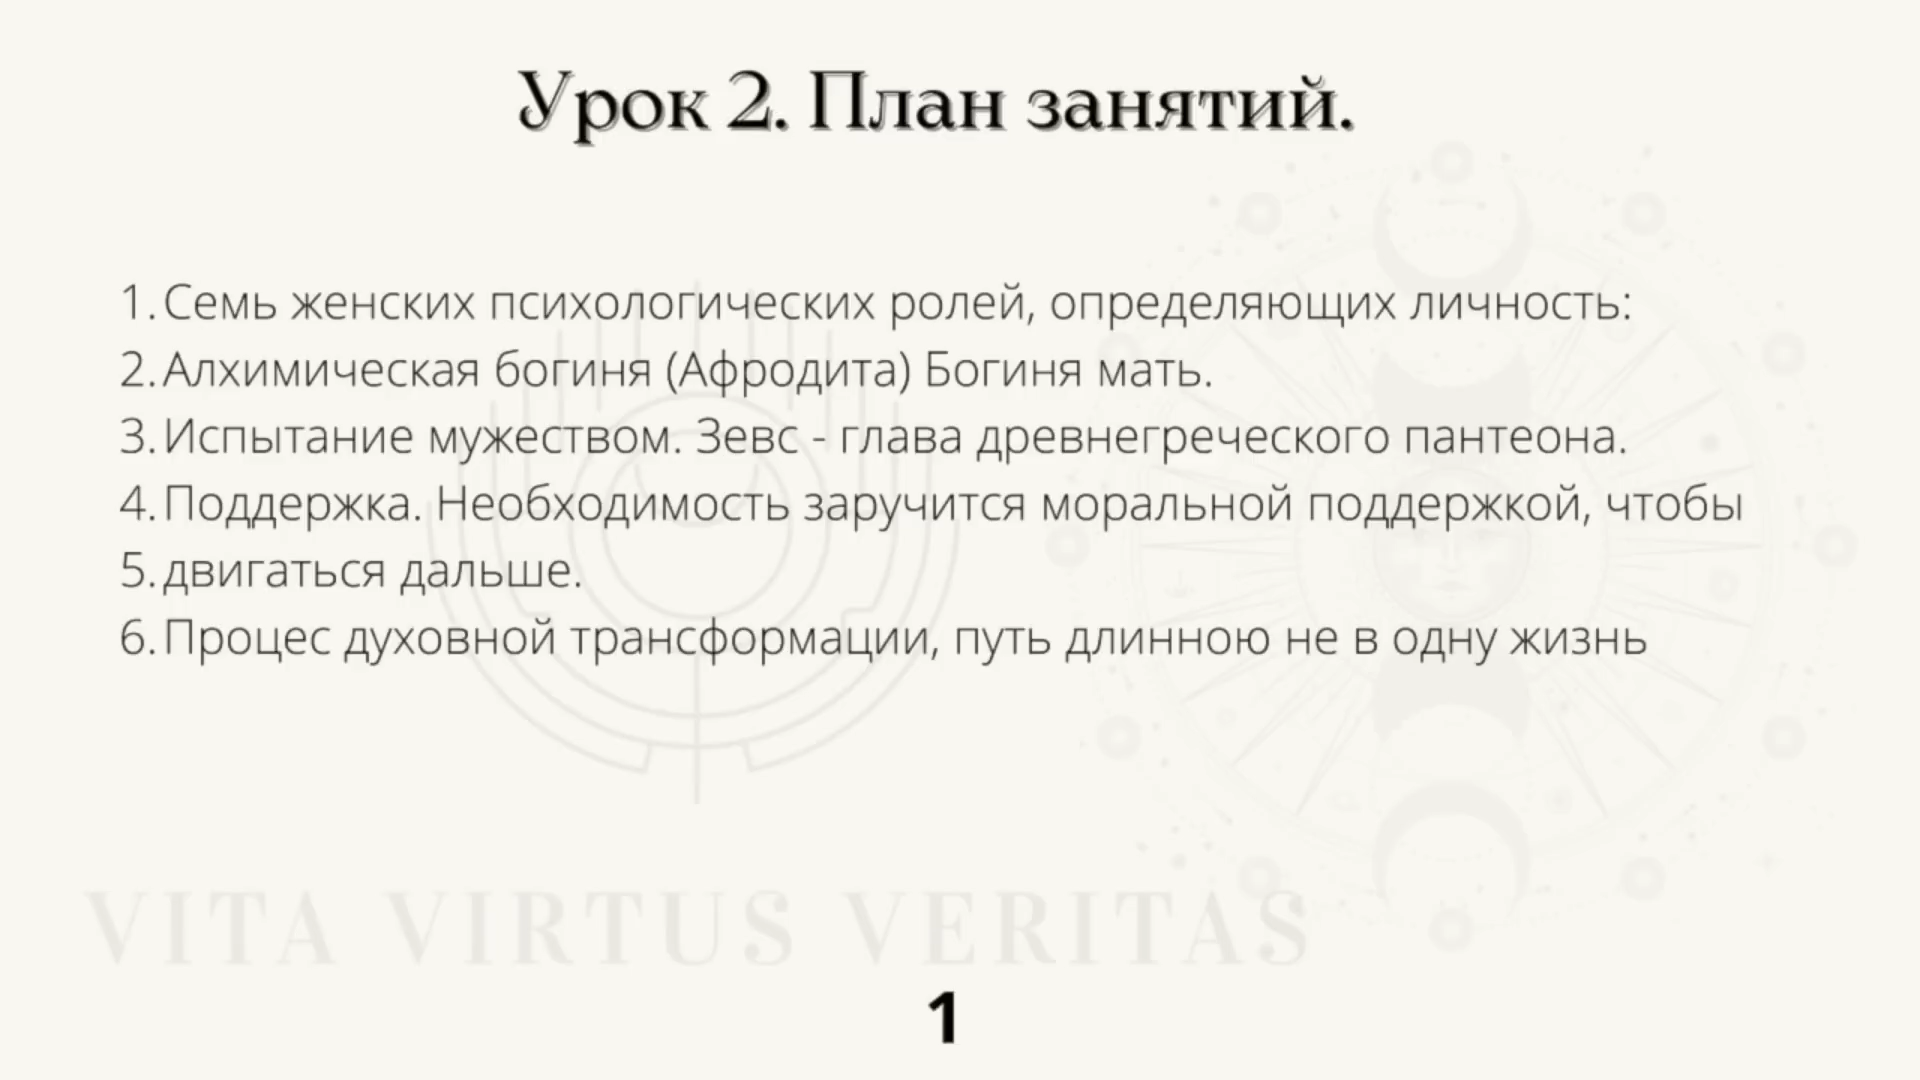 Урок 2. План занятий.
1. Семь женских психологических ролей, определяющих личность:
2. Алхимическая богиня (Афродита) Богиня мать.
3. Испытание мужеством. Зевс - глава древнегреческого пантеона.
4. Поддержка. Необходимость заручится моральной поддержкой, чтобы
5. двигаться дальше.
6. Процес духовной трансформации, путь длинною не в одну жизнь
VITA VIRTUS VERITAS
1